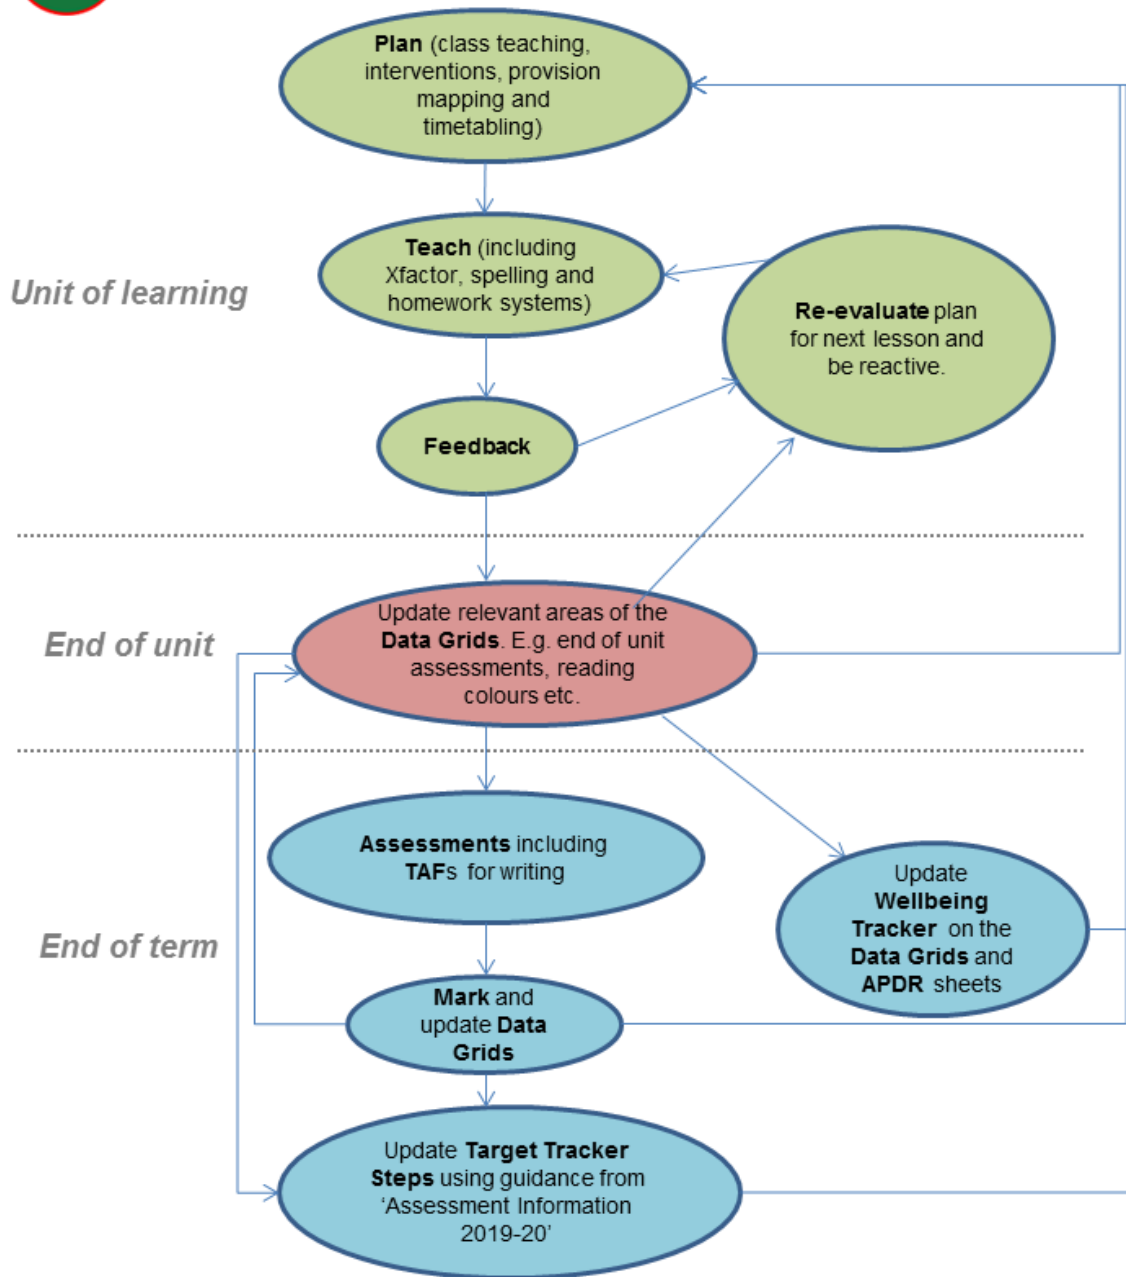 Plan (class teaching,
interventions, provision
mapping and
timetabling)
Teach (including
Xfactor, spelling and
homework systems)
Unit of learning
Re-evaluate plan
for next lesson and
be reactive.
Feedback
Update relevant areas of the
Data Grids. E.g. end of unit
assessments, reading
colours etc.
End of unit
Assessments including
TAFs for writing
Update
Wellbeing
Tracker on the
Data Grids and
APDR sheets
End of term
Mark and
update Data
Grids
Update Target Tracker
Steps using guidance from
‘Assessment Information
2019-20’